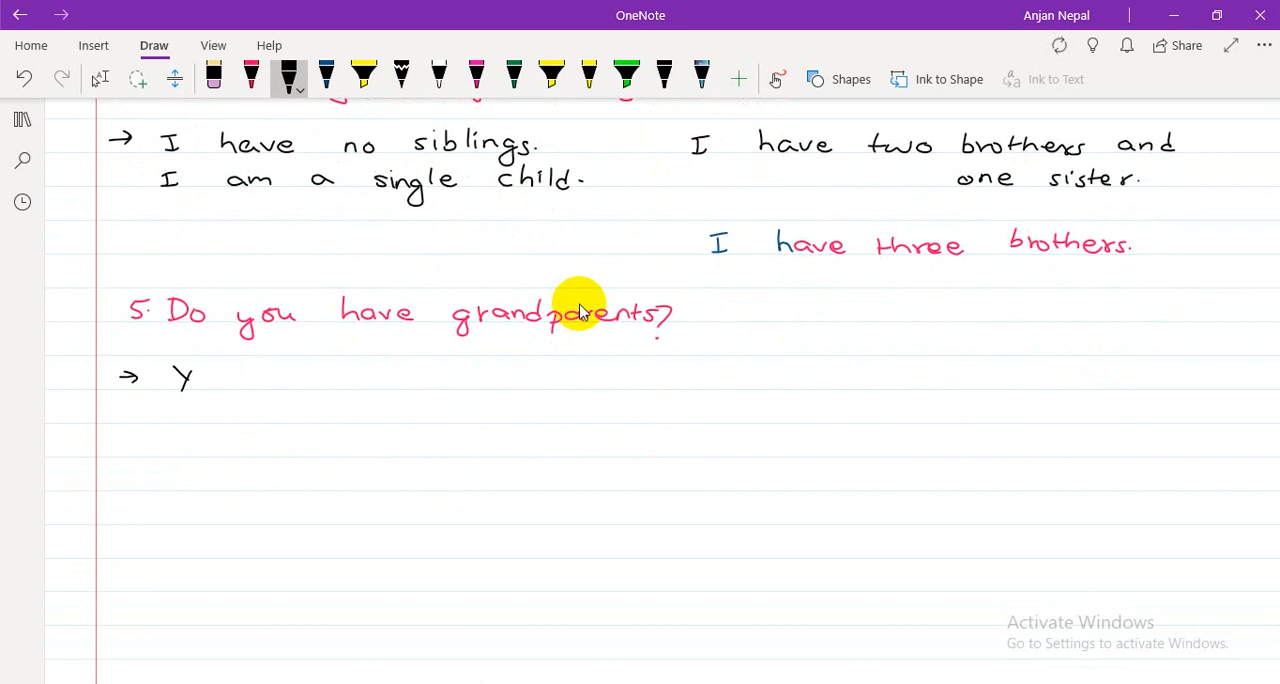 OneNote
Anjan Nepal
Home Insert Draw View Help
Share
Shapes Ink to Shape Ink to Text
→ I have no siblings. I have two brothers and
I am a single child. one sister.
I have three brothers.
5. Do you have grandparents?
→ Y
Activate Windows
Go to Settings to activate Windows.